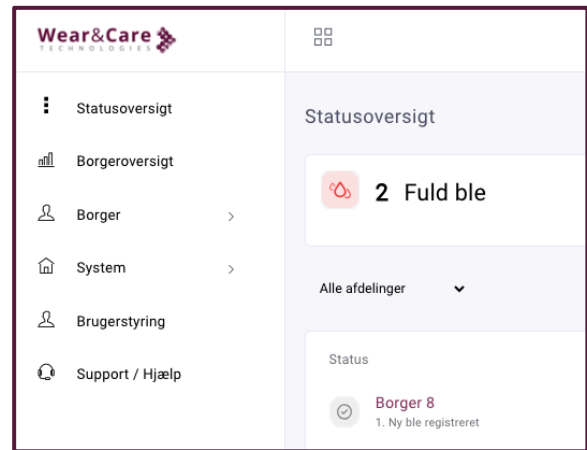 Wear&Care
TECHNOLOGIES
Statusoversigt
Borgeroversigt
Borger
System
Brugerstyring
Support / Hjælp
Statusoversigt
2 Fuld ble
Alle afdelinger
Status
Borger 8
1. Ny ble registreret